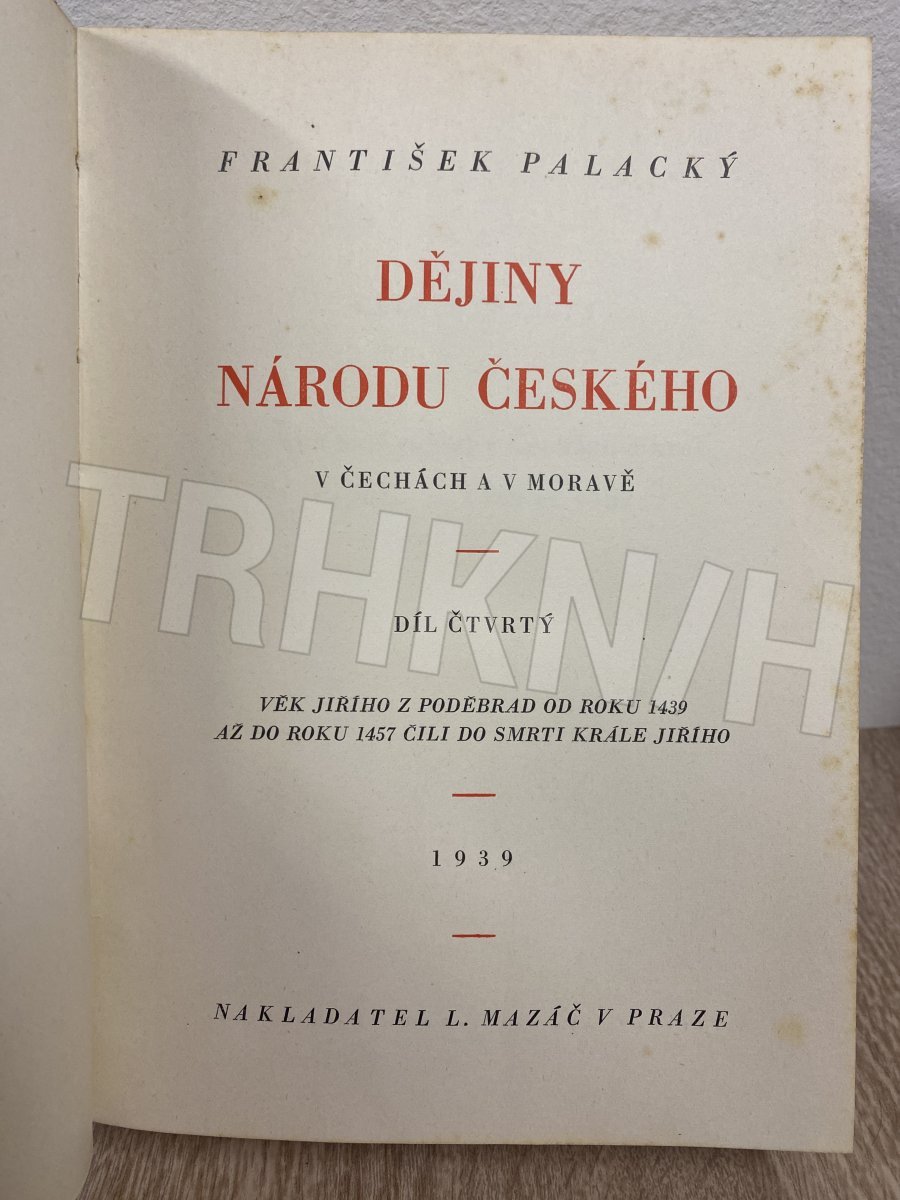 FRANTIŠEK PALACKÝ
DĚJINY
NÁRODU ČESKÉHO
V ČECHÁCH A V MORAVĚ
TRHKN/H
DÍL ČTVRTÝ
VĚK JIŘÍHO Z PODĚBRAD OD ROKU 1439
AŽ DO ROKU 1457 ČILI DO SMRTI KRÁLE JIŘÍHO
1939
NAKLADATEL L. MAZÁČ V PRAZE